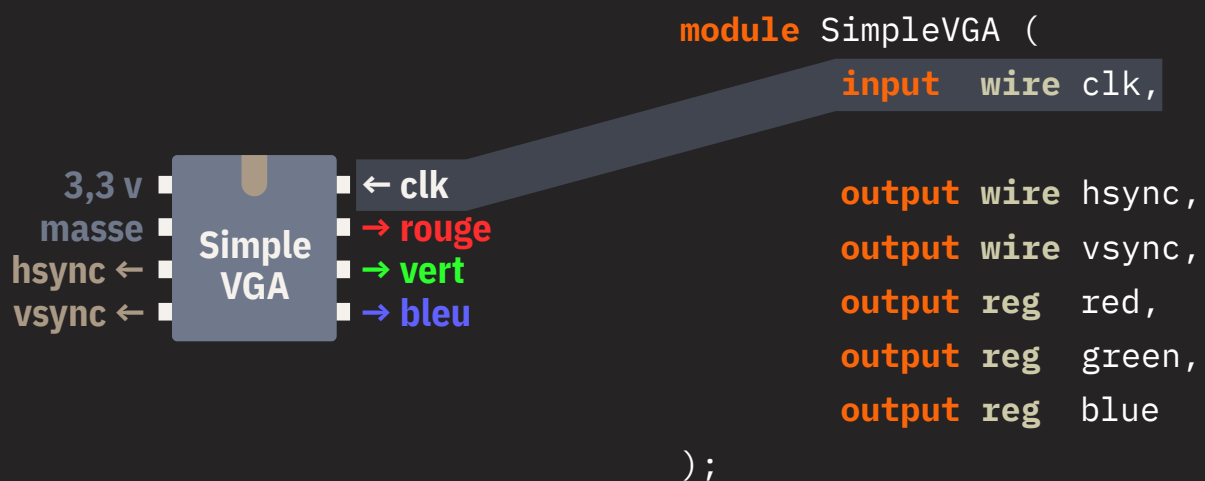 3,3 v
masse
hsync ←
vsync ←
Simple
VGA
← clk
→ rouge
→ vert
→ bleu
module SimpleVGA (
input wire clk,
output wire hsync,
output wire vsync,
output reg red,
output reg green,
output reg blue
);